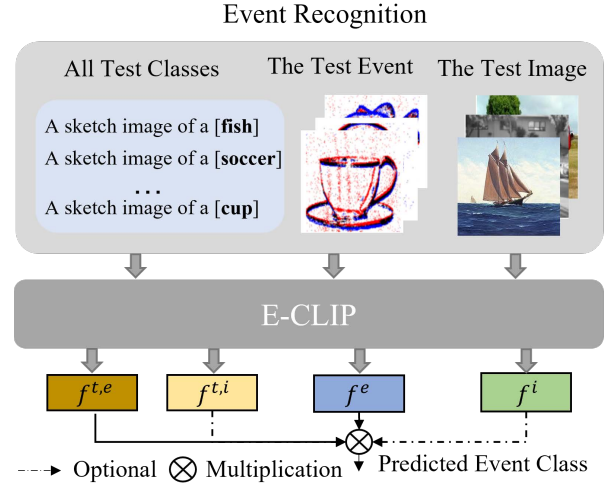 Event Recognition
All Test Classes
The Test Event
The Test Image
A sketch image of a [fish]
A sketch image of a [soccer]
...
A sketch image of a [cup]
E-CLIP
f^{t,e}
f^{t,i}
f^{e}
f^{i}
Optional
Multiplication
Predicted Event Class